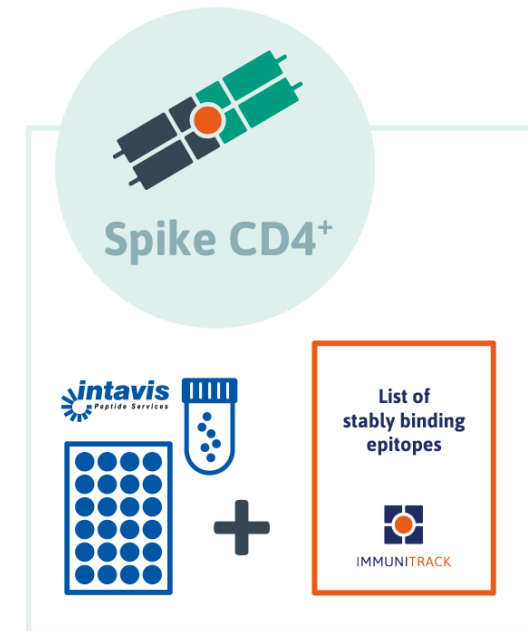 Spike CD4⁺
intavis
Peptide Services
List of
stably binding
epitopes
IMMUNITRACK